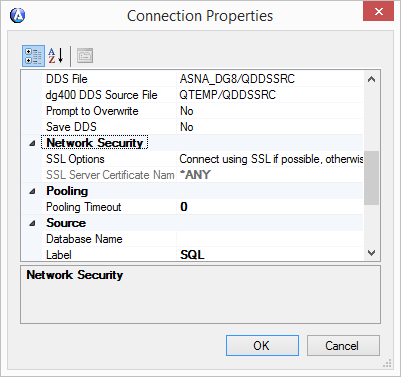 Connection Properties
DDS File ASNA_DG8/QDDSSRC
dg400 DDS Source File QTEMP/QDDSSRC
Prompt to Overwrite No
Save DDS No
Network Security
SSL Options Connect using SSL if possible, otherwis
SSL Server Certificate Nam *ANY
Pooling
Pooling Timeout 0
Source
Database Name
Label SQL
Network Security
OK Cancel